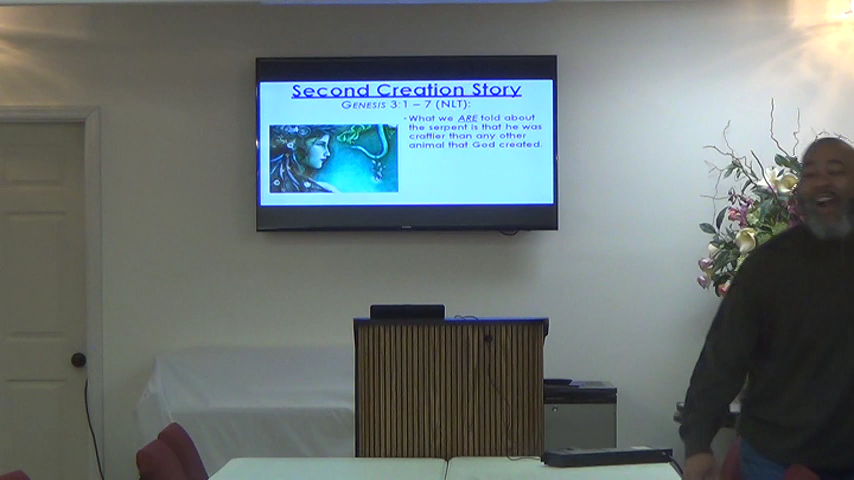 Second Creation Story
GENESIS 3:1 – 7 (NLT):
• What we ARE told about
the serpent is that he was
craftier than any other
animal that God created.